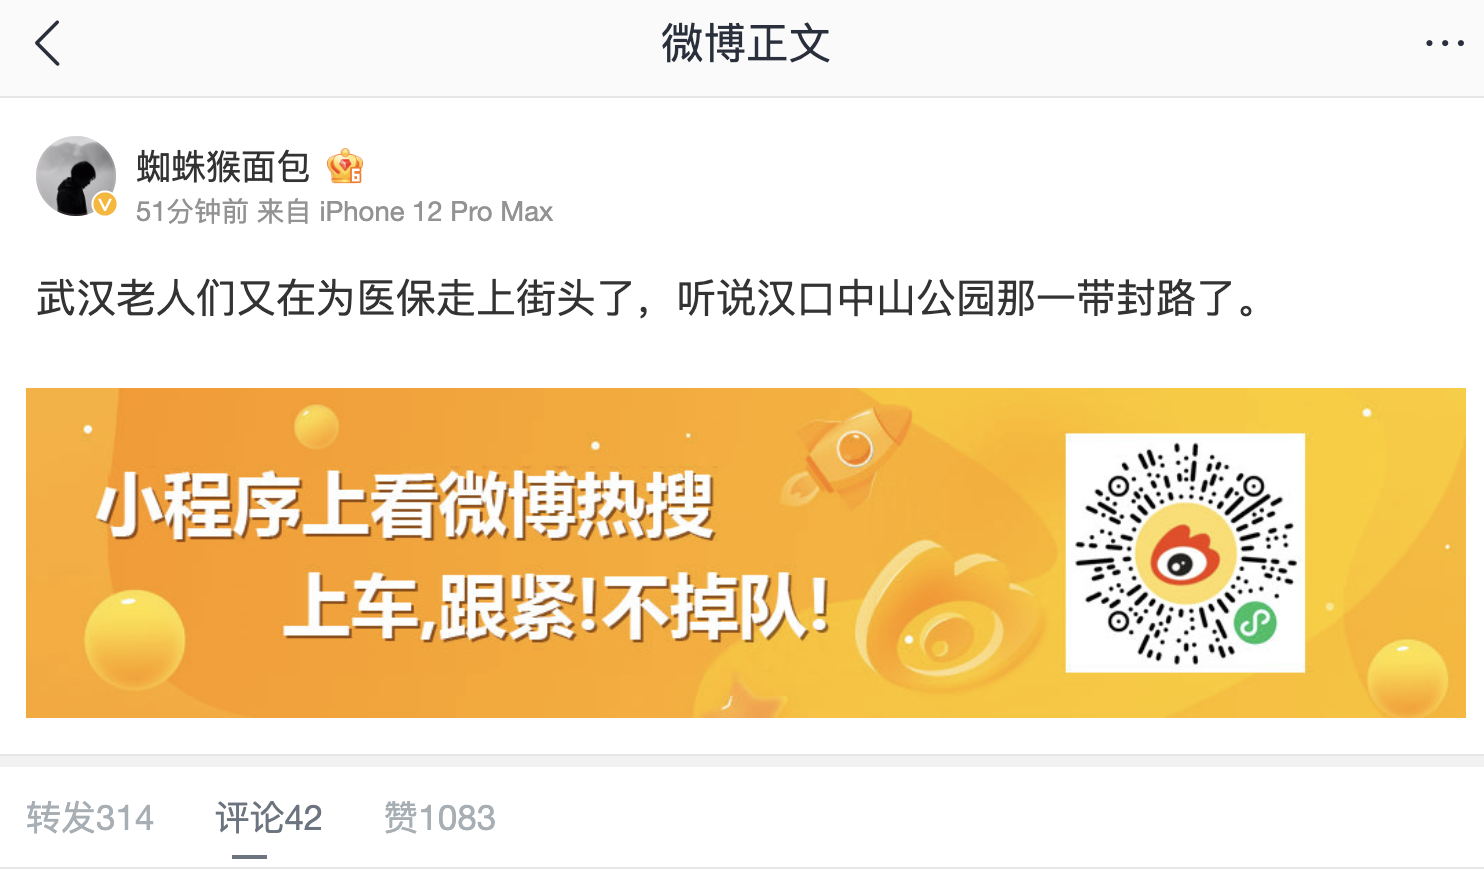 微博正文
蜘蛛猴面包
6
51分钟前 来自 iPhone 12 Pro Max
武汉老人们又在为医保走上街头了，听说汉口中山公园那一带封路了。
小程序上看微博热搜
上车,跟紧!不掉队!
转发314 评论42 赞1083